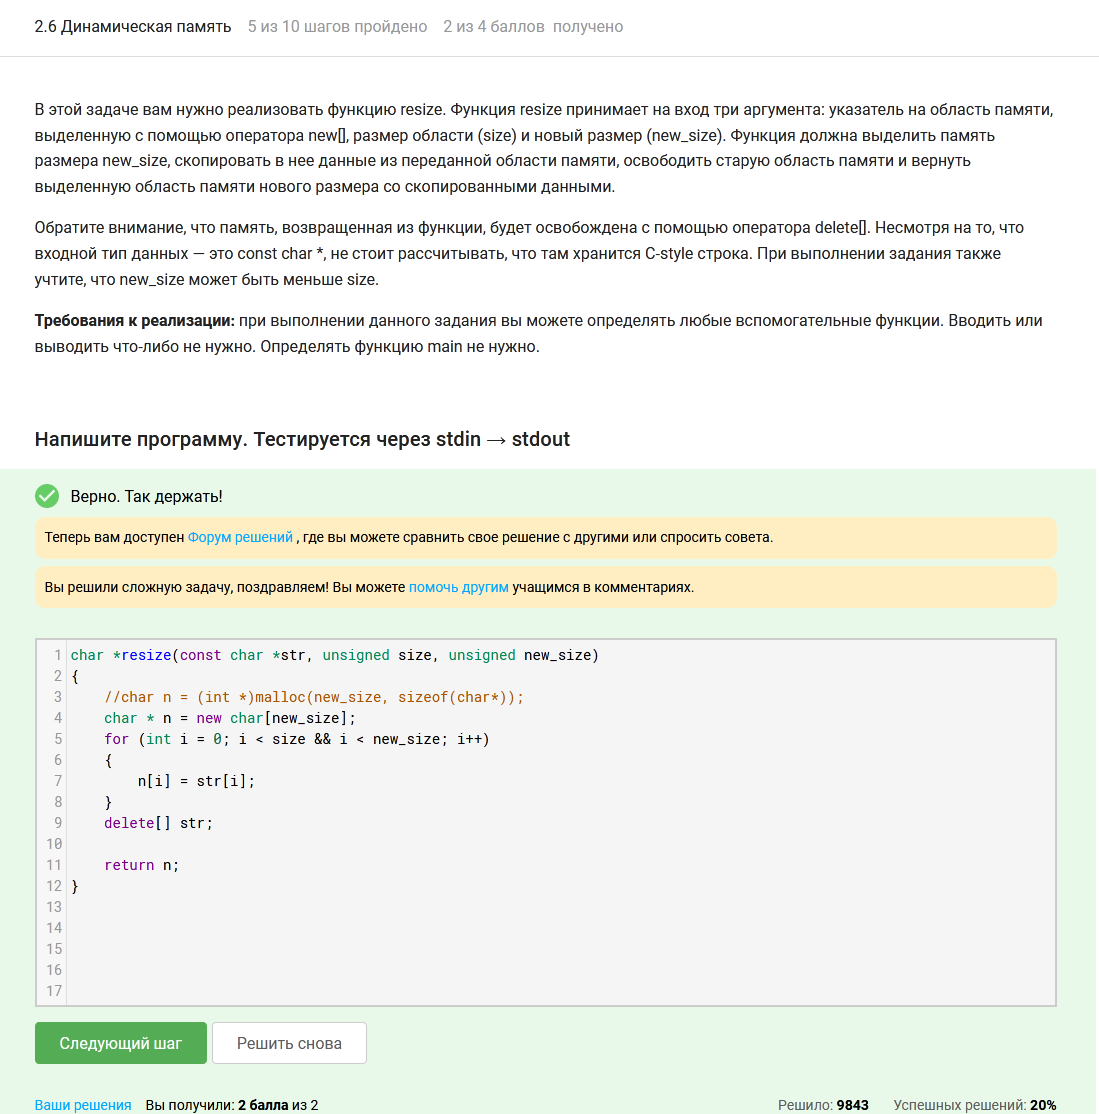 2.6 Динамическая память 5 из 10 шагов пройдено 2 из 4 баллов получено
В этой задаче вам нужно реализовать функцию resize. Функция resize принимает на вход три аргумента: указатель на область памяти,
выделенную с помощью оператора new[], размер области (size) и новый размер (new_size). Функция должна выделить память
размера new_size, скопировать в нее данные из переданной области памяти, освободить старую область памяти и вернуть
выделенную область памяти нового размера со скопированными данными.
Обратите внимание, что память, возвращенная из функции, будет освобождена с помощью оператора delete[]. Несмотря на то, что
входной тип данных — это const char *, не стоит рассчитывать, что там хранится C-style строка. При выполнении задания также
учтите, что new_size может быть меньше size.
Требования к реализации: при выполнении данного задания вы можете определять любые вспомогательные функции. Вводить или
выводить что-либо не нужно. Определять функцию main не нужно.
Напишите программу. Тестируется через stdin → stdout
Верно. Так держать!
Теперь вам доступен Форум решений , где вы можете сравнить свое решение с другими или спросить совета.
Вы решили сложную задачу, поздравляем! Вы можете помочь другим учащимся в комментариях.
1 char *resize(const char *str, unsigned size, unsigned new_size)
2 {
3     //char n = (int *)malloc(new_size, sizeof(char*));
4     char * n = new char[new_size];
5     for (int i = 0; i < size && i < new_size; i++)
6     {
7         n[i] = str[i];
8     }
9     delete[] str;
10
11     return n;
12 }
13
14
15
16
17
Следующий шаг Решить снова
Ваши решения Вы получили: 2 балла из 2 Решило: 9843 Успешных решений: 20%